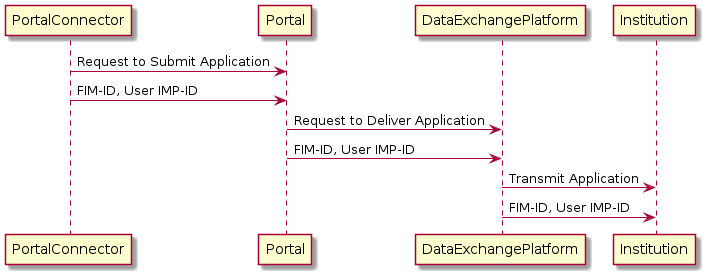 PortalConnector
Portal
DataExchangePlatform
Institution
Request to Submit Application
FIM-ID, User IMP-ID
Request to Deliver Application
FIM-ID, User IMP-ID
Transmit Application
FIM-ID, User IMP-ID
PortalConnector
Portal
DataExchangePlatform
Institution